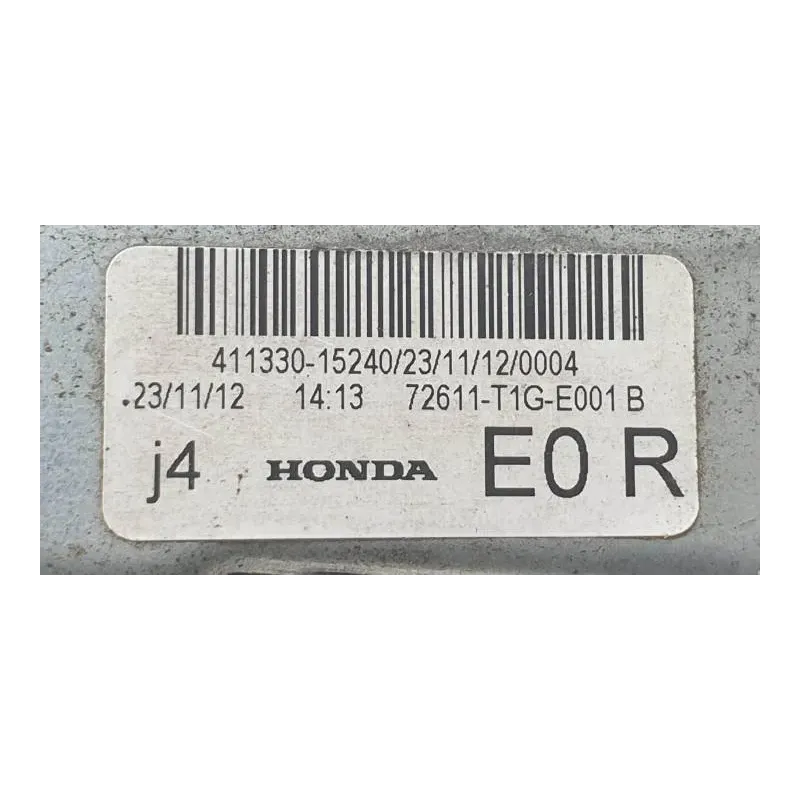 411330-15240/23/11/12/0004
.23/11/12 14:13 72611-T1G-E001 B
j4 HONDA E0 R